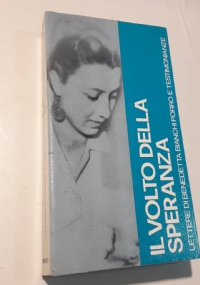 IL VOLTO DELLA
SPERANZA
LETTERE DI BENEDETTA BIANCHI PORRO E TESTIMONIANZE